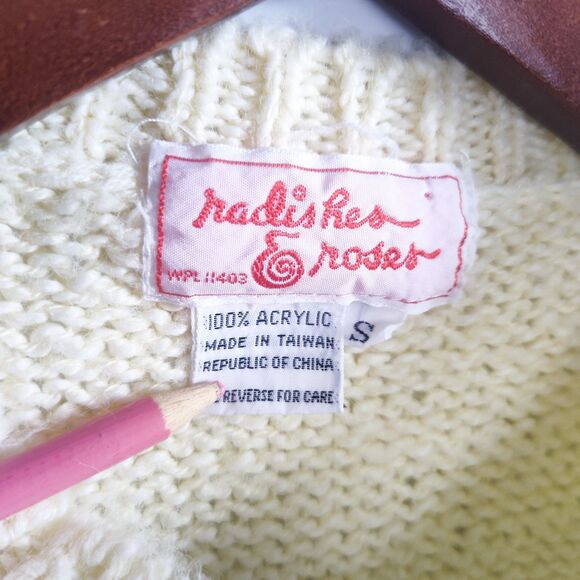 radishes
& roses
WPL 11403
100% ACRYLIC
MADE IN TAIWAN
REPUBLIC OF CHINA
REVERSE FOR CARE
S